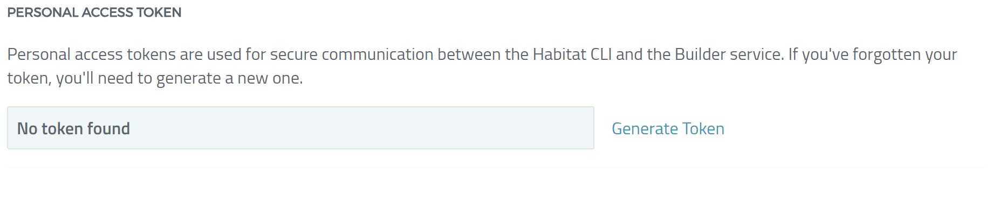 PERSONAL ACCESS TOKEN
Personal access tokens are used for secure communication between the Habitat CLI and the Builder service. If you've forgotten your
token, you'll need to generate a new one.
No token found
Generate Token